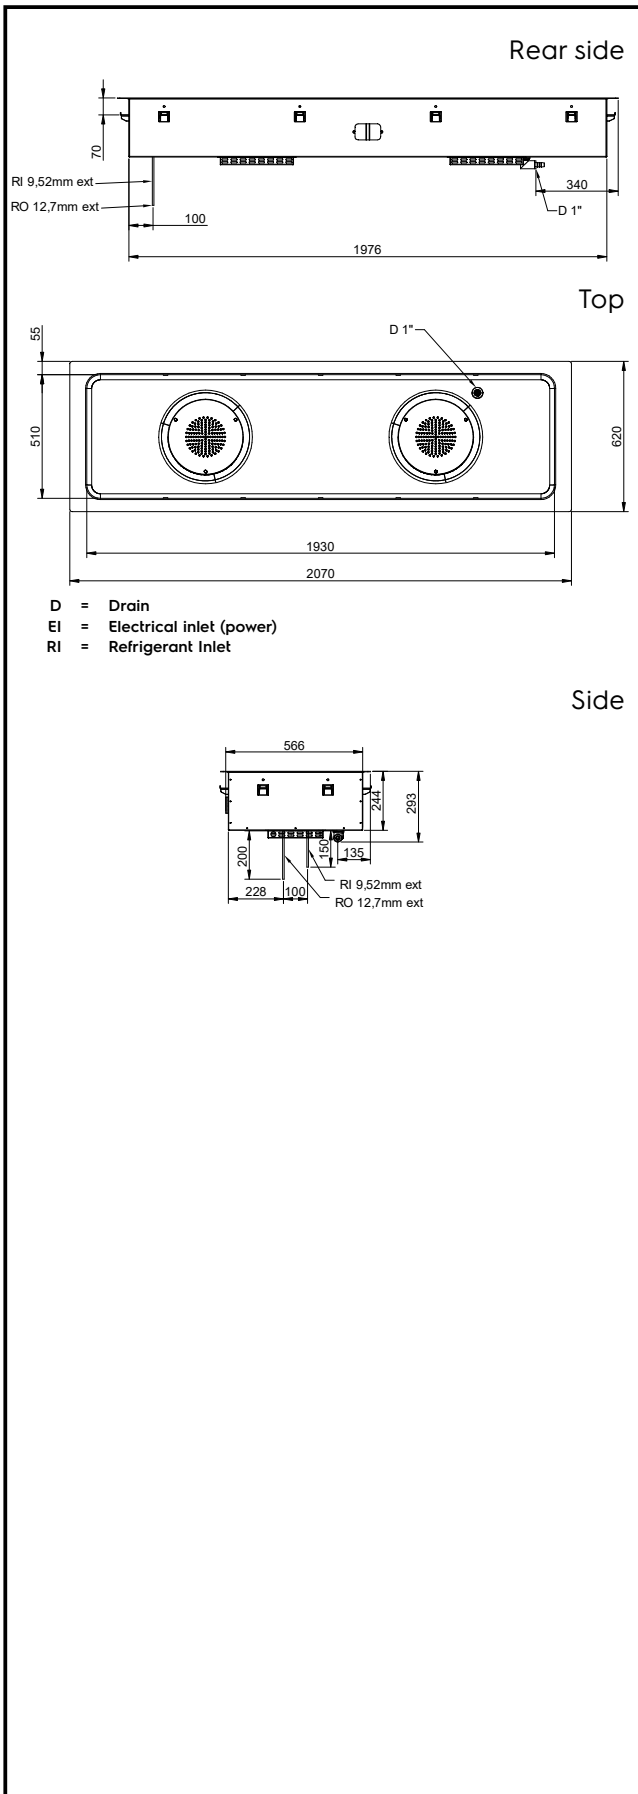 Rear side
70
RI 9,52mm ext
RO 12,7mm ext
100
340
D 1"
1976
Top
55
D 1"
510
620
1930
2070
D = Drain
EI = Electrical inlet (power)
RI = Refrigerant Inlet
Side
566
244
293
200
150
135
228
100
RI 9,52mm ext
RO 12,7mm ext